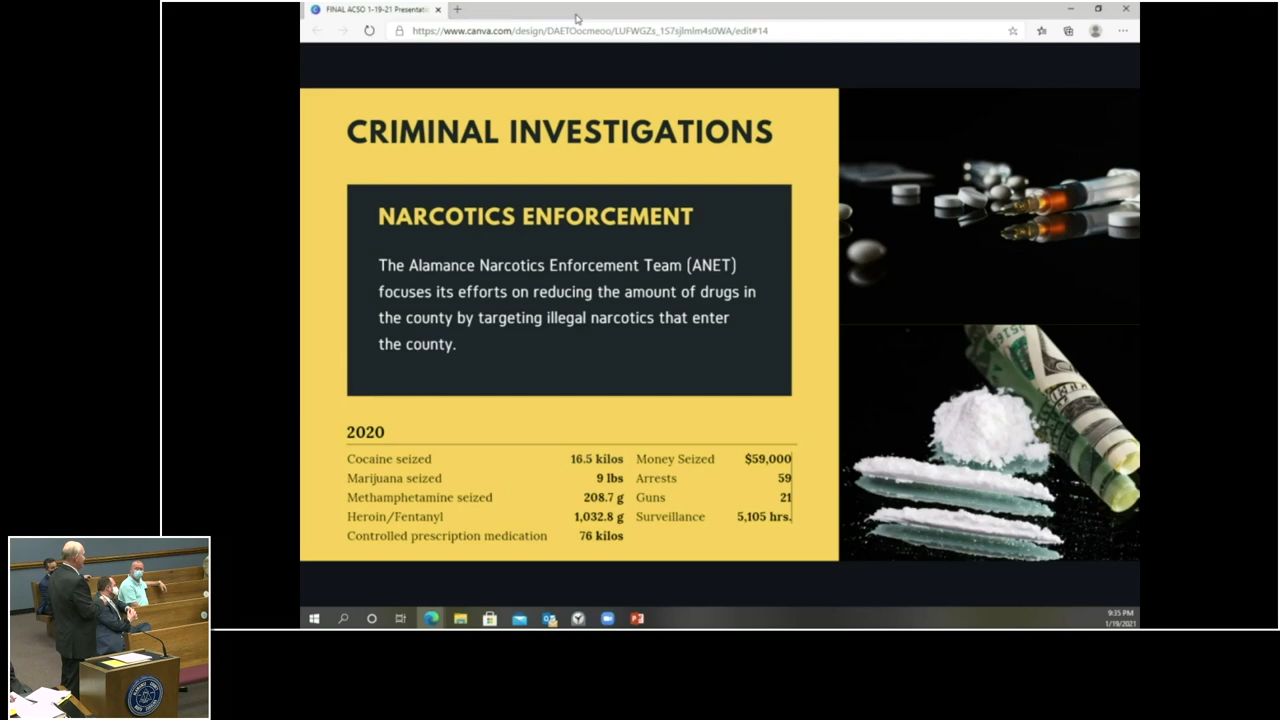 FINAL ACSO 1-19-21 Presentati
https://www.canva.com/design/DAETOocmeoo/LUFWGZs_1S7sjlmlm4s0WA/edit#14
CRIMINAL INVESTIGATIONS
NARCOTICS ENFORCEMENT
The Alamance Narcotics Enforcement Team (ANET)
focuses its efforts on reducing the amount of drugs in
the county by targeting illegal narcotics that enter
the county.
2020
Cocaine seized 16.5 kilos Money Seized $59,000
Marijuana seized 9 lbs Arrests 59
Methamphetamine seized 208.7 g Guns 21
Heroin/Fentanyl 1,032.8 g Surveillance 5,105 hrs.
Controlled prescription medication 76 kilos
9:35 PM
1/19/2021